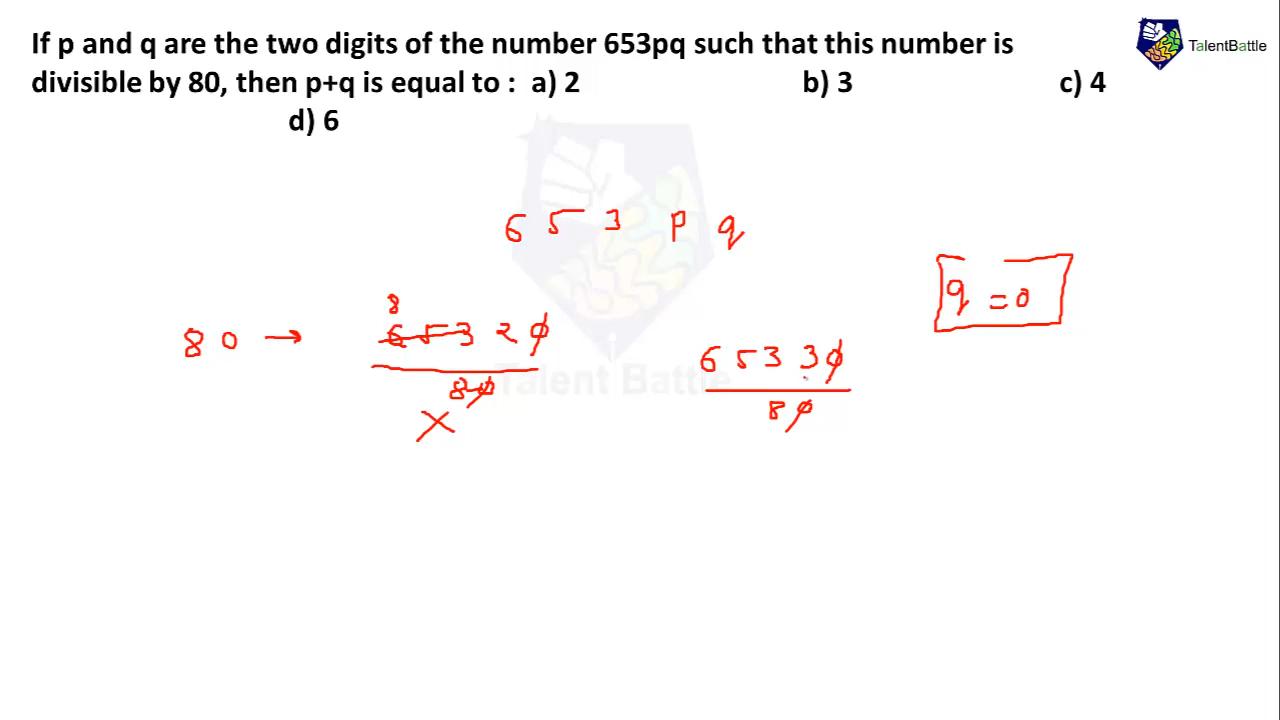 If p and q are the two digits of the number 653pq such that this number is
divisible by 80, then p+q is equal to : a) 2 b) 3 c) 4
d) 6
TalentBattle
6 5 3 p q
q = 0
8
80 → 6 5 3 2 0
80
X
6 5 3 3 0
80
Talent Battle